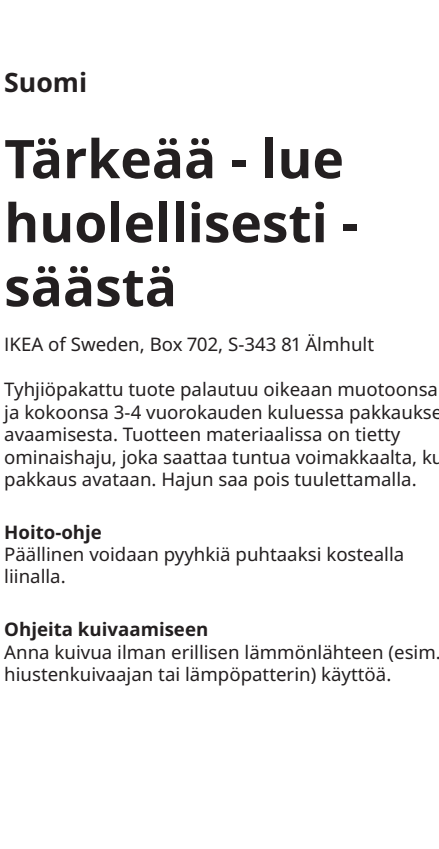 Suomi
Tärkeää - lue
huolellisesti -
säästä
IKEA of Sweden, Box 702, S-343 81 Älmhult
Tyhjiöpakattu tuote palautuu oikeaan muotoonsa
ja kokoonsa 3-4 vuorokauden kuluessa
avaamisesta. Tuotteen materiaalissa on tietty
ominaishaju, joka saattaa tuntua voimakkaalta,
pakkaus avataan. Hajun saa pois tuulettamalla.
Hoito-ohje
Päällinen voidaan pyyhkiä puhtaaksi kostealla
liinalla.
Ohjeita kuivaamiseen
Anna kuivua ilman erillisen lämmönlähteen (esim.
hiustenkuivaajan tai lämpöpatterin) käyttöä.